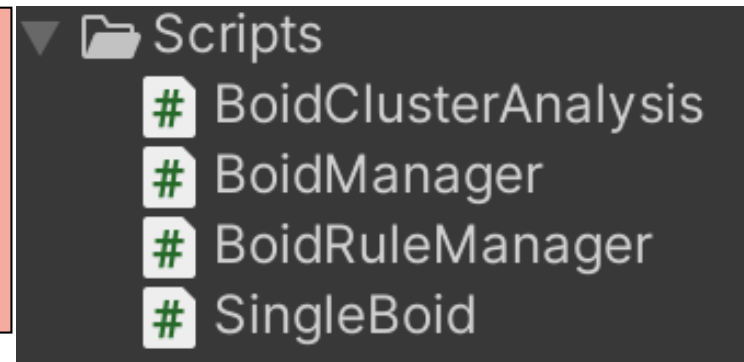 Scripts
# BoidClusterAnalysis
# BoidManager
# BoidRuleManager
# SingleBoid